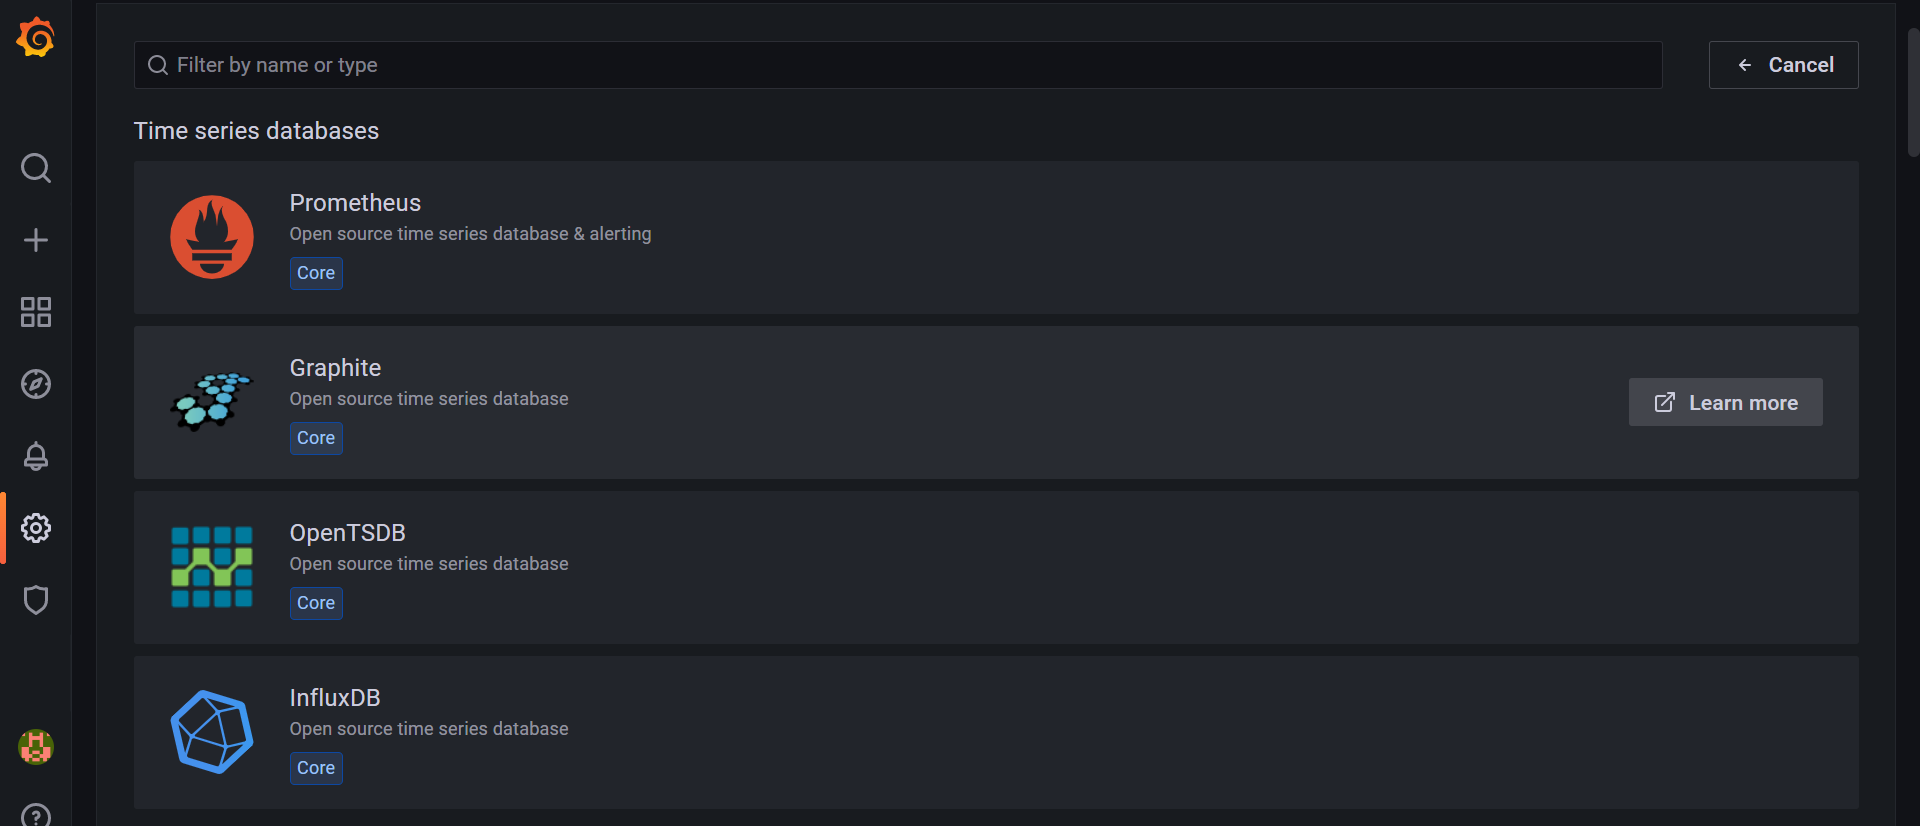 Filter by name or type
Cancel
Time series databases
Prometheus
Open source time series database & alerting
Core
Graphite
Open source time series database
Core
Learn more
OpenTSDB
Open source time series database
Core
InfluxDB
Open source time series database
Core